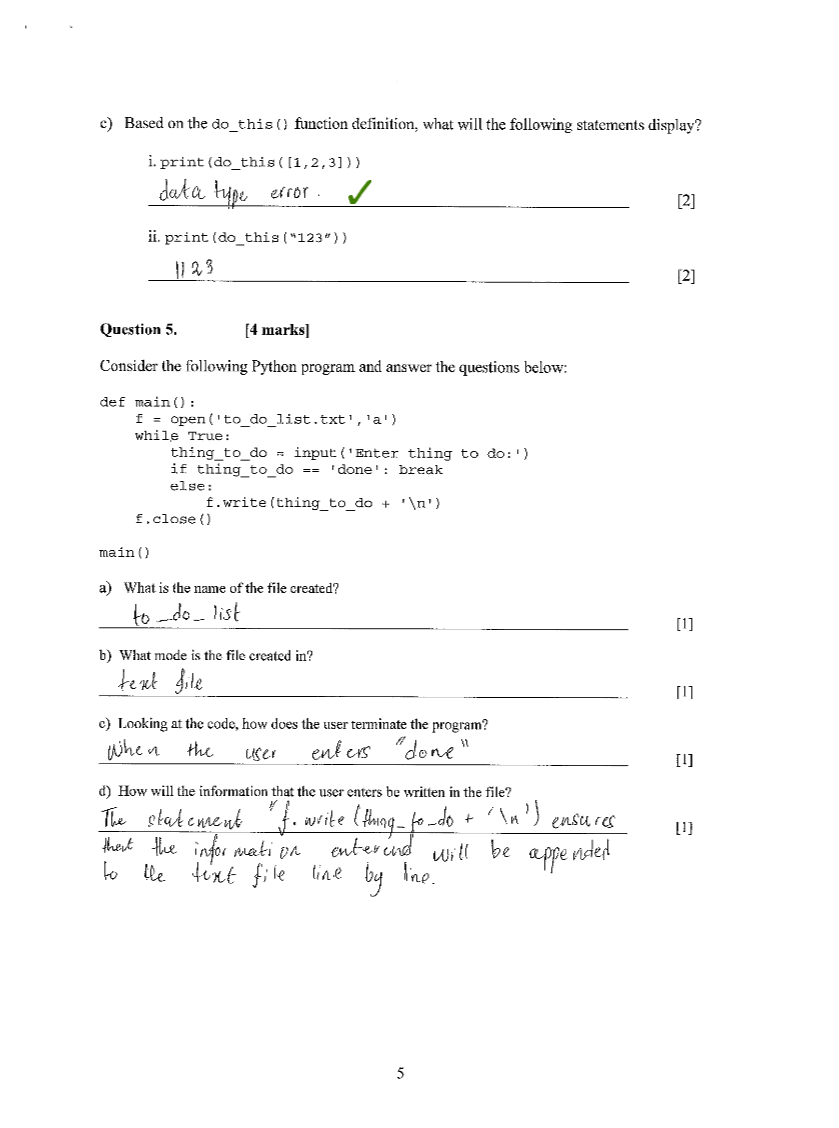 c) Based on the do_this() function definition, what will the following statements display?
i. print(do_this([1,2,3]))
data type error.
[2]
ii. print(do_this("123"))
1123
[2]
Question 5. [4 marks]
Consider the following Python program and answer the questions below:
def main():
    f = open('to_do_list.txt','a')
    while True:
        thing_to_do = input('Enter thing to do:')
        if thing_to_do == 'done': break
        else:
            f.write(thing_to_do + '\n')
    f.close()
main()
a) What is the name of the file created?
to_do_list
[1]
b) What mode is the file created in?
text file
[1]
c) Looking at the code, how does the user terminate the program?
When the user enters "done"
[1]
d) How will the information that the user enters be written in the file?
The statement "f.write(thing_to_do + '\n') ensures
[1]
that the information entered will be appended
to the text file line by line.
5